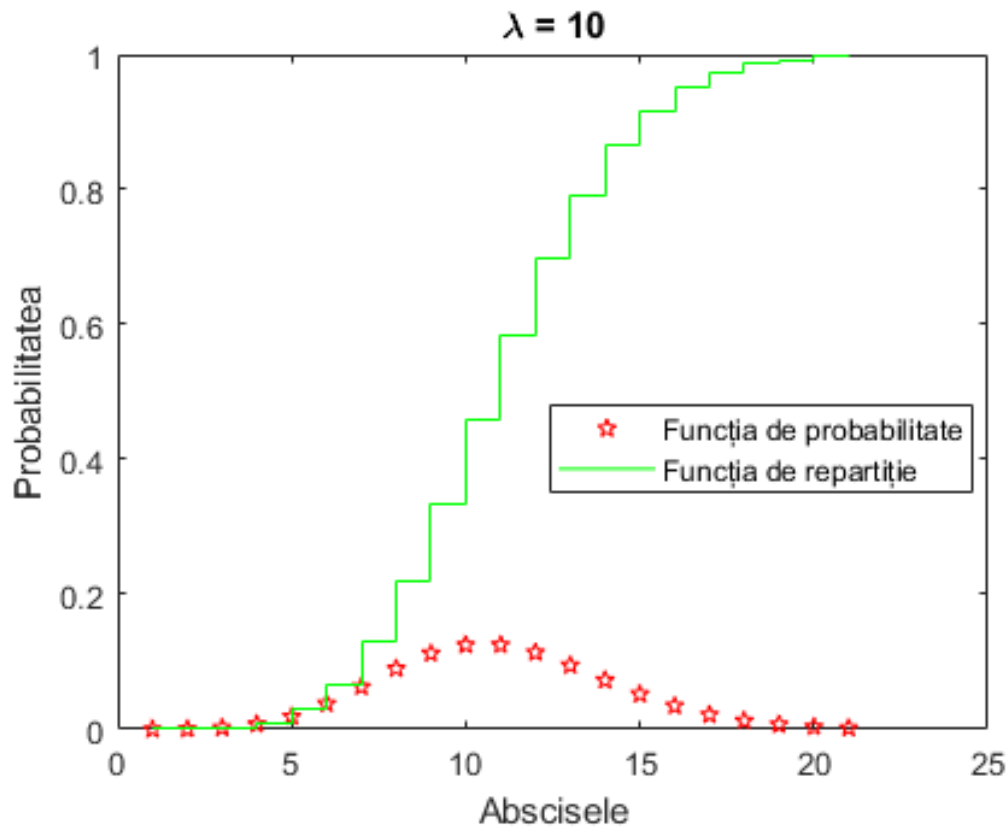 λ = 10
1
0.8
0.6
0.4
0.2
0
Probabilitatea
Funcția de probabilitate
Funcția de repartiție
0 5 10 15 20 25
Abscisele